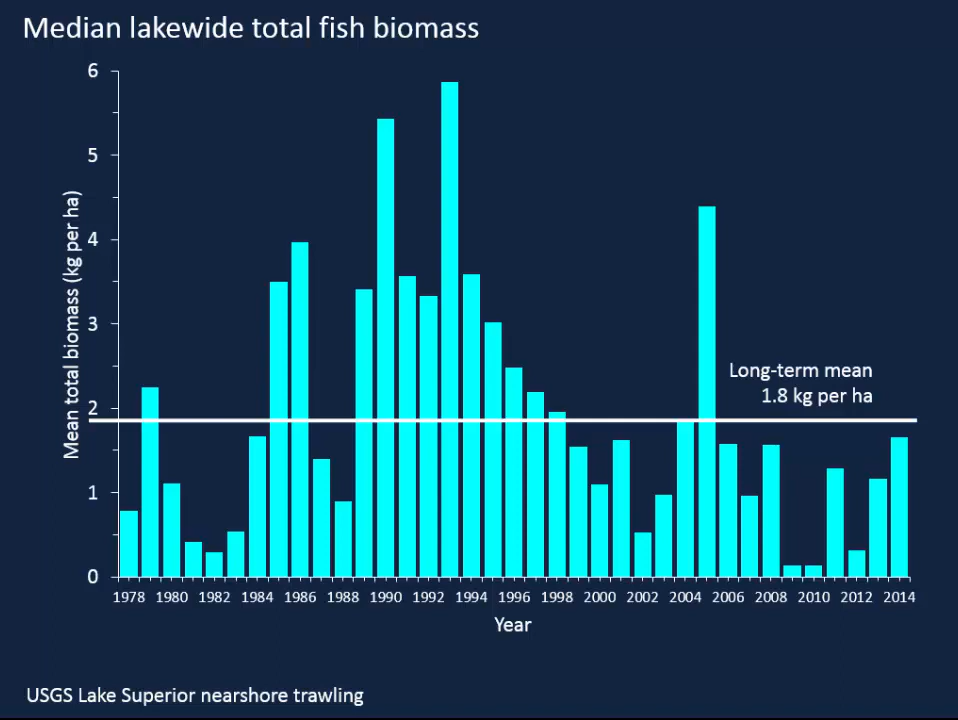 Median lakewide total fish biomass
6
5
4
3
2
1
0
Mean total biomass (kg per ha)
Long-term mean
1.8 kg per ha
1978 1980 1982 1984 1986 1988 1990 1992 1994 1996 1998 2000 2002 2004 2006 2008 2010 2012 2014
Year
USGS Lake Superior nearshore trawling